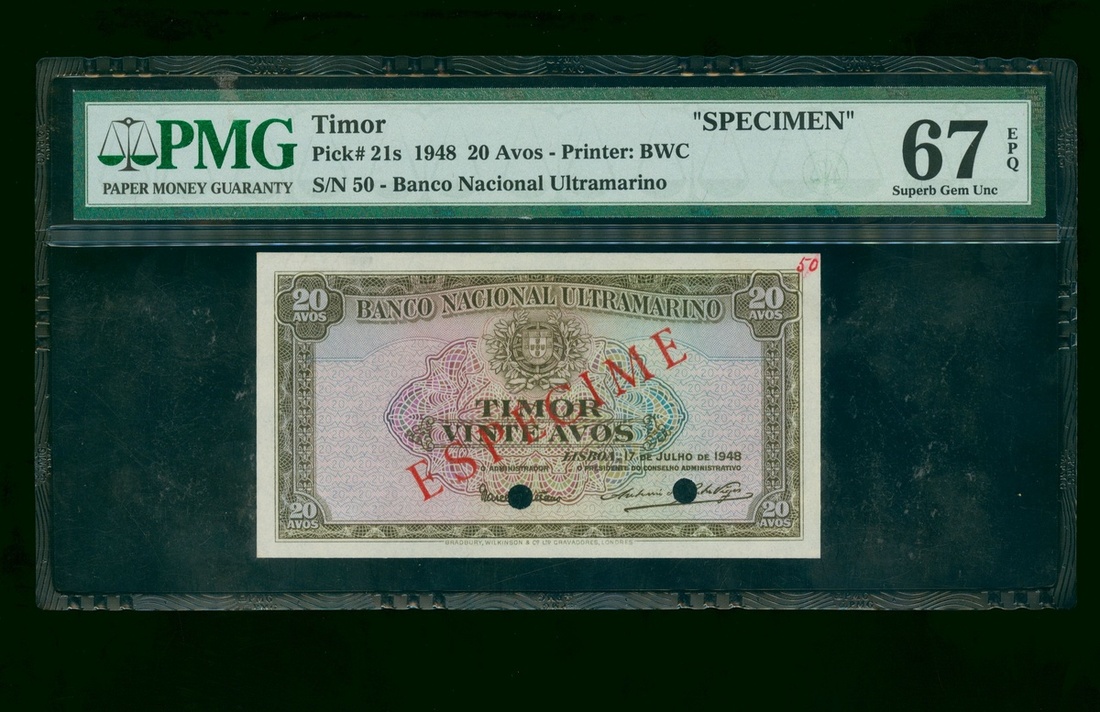 PMG
PAPER MONEY GUARANTY
Timor
"SPECIMEN"
Pick# 21s 1948 20 Avos - Printer: BWC
S/N 50 - Banco Nacional Ultramarino
67
EPQ
Superb Gem Unc
50
20 AVOS
BANCO NACIONAL ULTRAMARINO
20 AVOS
ESPECIME
TIMOR
VINTE AVOS
LISBOA, 17 DE JULHO DE 1948
O ADMINISTRADOR
O PRESIDENTE DO CONSELHO ADMINISTRATIVO
20 AVOS
20 AVOS
BRADBURY, WILKINSON & Cº LTD GRAVADORES, LONDRES
PMG